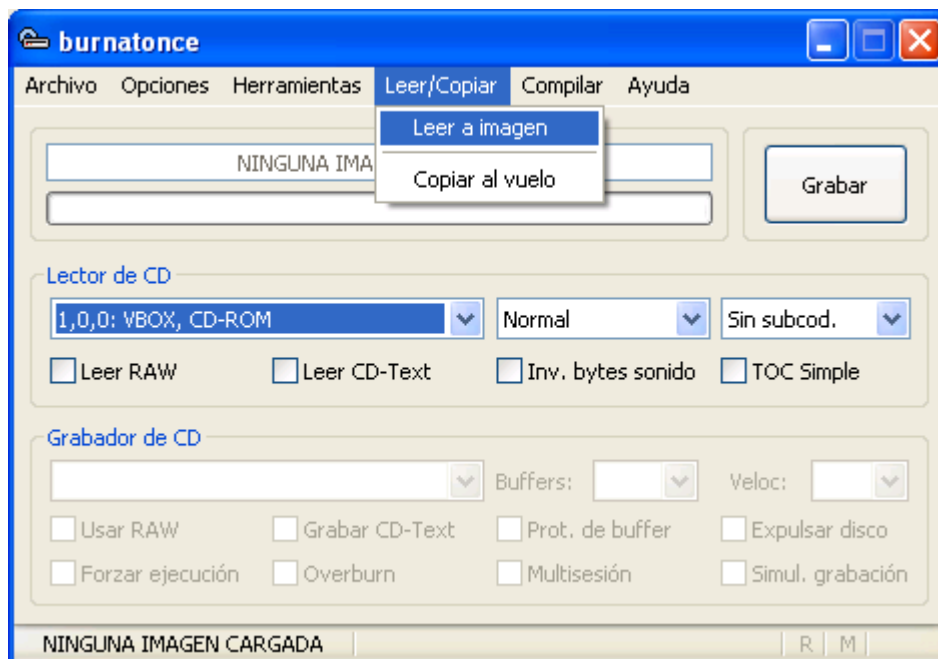 burnatonce
Archivo Opciones Herramientas Leer/Copiar Compilar Ayuda
Leer a imagen
Copiar al vuelo
NINGUNA IMA
Grabar
Lector de CD
1,0,0: VBOX, CD-ROM Normal Sin subcod.
Leer RAW Leer CD-Text Inv. bytes sonido TOC Simple
Grabador de CD
Buffers: Veloc:
Usar RAW Grabar CD-Text Prot. de buffer Expulsar disco
Forzar ejecución Overburn Multisesión Simul. grabación
NINGUNA IMAGEN CARGADA R M